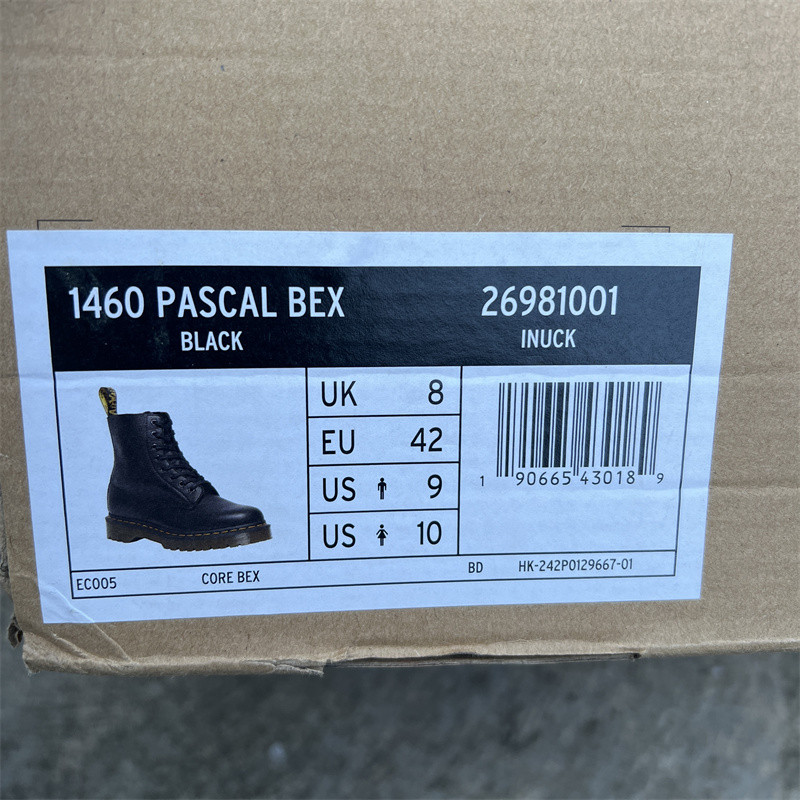 1460 PASCAL BEX
BLACK
26981001
INUCK
UK 8
EU 42
US 9
US 10
1 90665 43018 9
EC005
CORE BEX
BD
HK-242P0129667-01